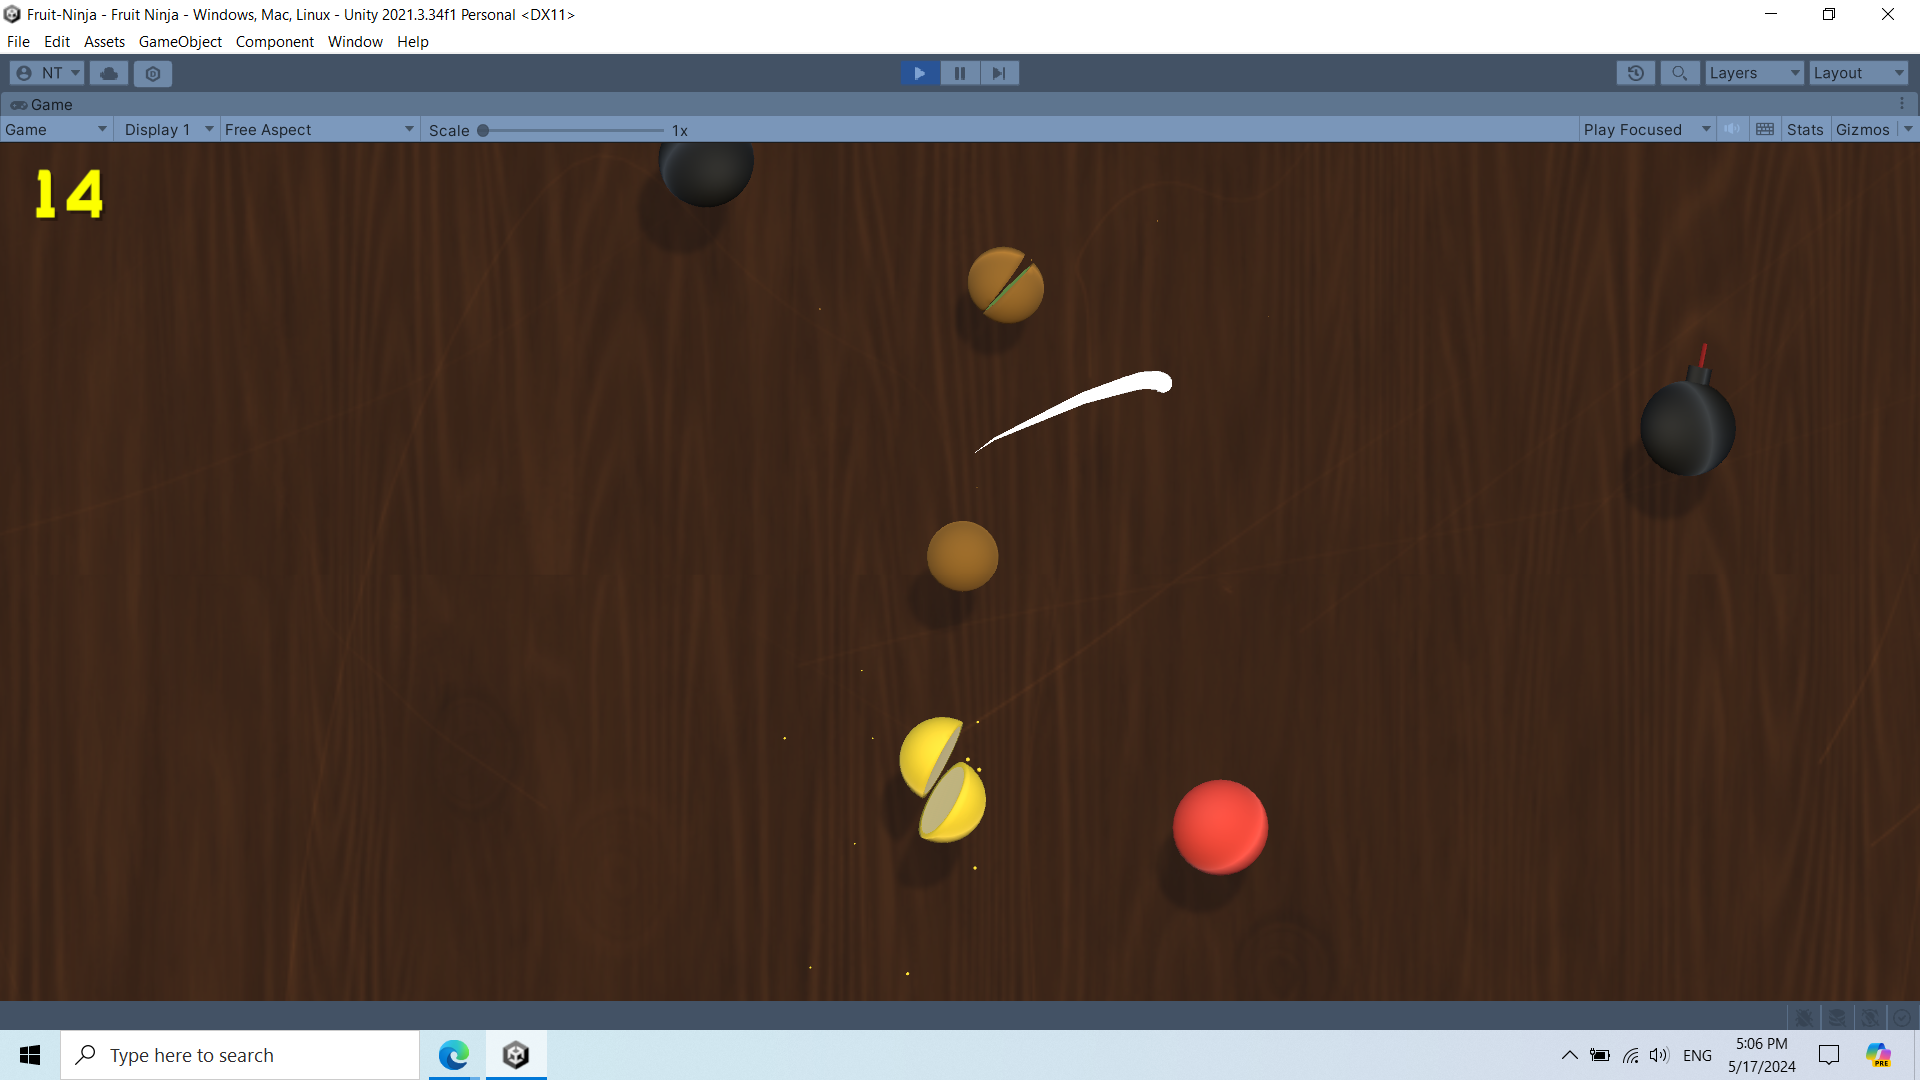 Fruit-Ninja - Fruit Ninja - Windows, Mac, Linux - Unity 2021.3.34f1 Personal <DX11>
File Edit Assets GameObject Component Window Help
NT Layers Layout
Game
Game Display 1 Free Aspect Scale 1x Play Focused Stats Gizmos
14
Type here to search
ENG
5:06 PM
5/17/2024
PRE